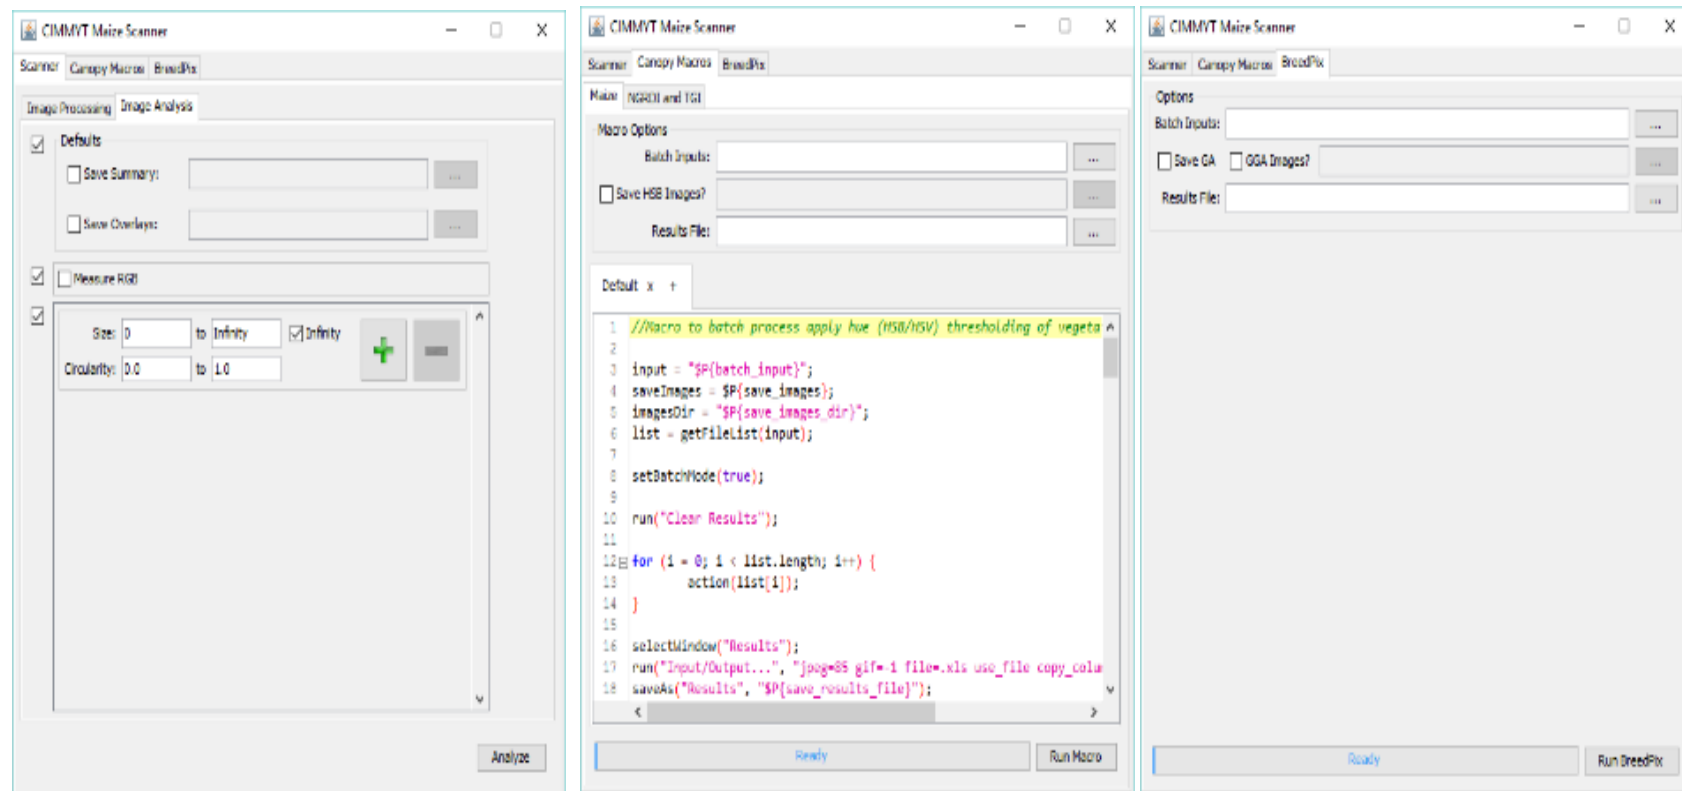 CIMMYT Maize Scanner
Scanner Canopy Macros BreedPix
Image Processing Image Analysis
Defaults
Save Summary: ...
Save Overlays: ...
Measure RGB
Size: 0 to Infinity Infinity
Circularity: 0.0 to 1.0
Analyze
CIMMYT Maize Scanner
Scanner Canopy Macros BreedPix
Maize NGRDI and TGI
Macro Options
Batch Inputs: ...
Save HSB Images? ...
Results File: ...
Default x +
1 //Macro to batch process apply hue (HSB/HSV) thresholding of vegeta
2
3 input = "$P{batch_input}";
4 saveImages = $P{save_images};
5 imagesDir = "$P{save_images_dir}";
6 list = getFileList(input);
7
8 setBatchMode(true);
9
10 run("Clear Results");
11
12 for (i = 0; i < list.length; i++) {
13 action(list[i]);
14 }
15
16 selectWindow("Results");
17 run("Input/Output...", "jpeg=85 gif=-1 file=.xls use_file copy_colum
18 saveAs("Results", "$P{save_results_file}");
Ready Run Macro
CIMMYT Maize Scanner
Scanner Canopy Macros BreedPix
Options
Batch Inputs: ...
Save GA GGA Images? ...
Results File: ...
Ready Run BreedPix